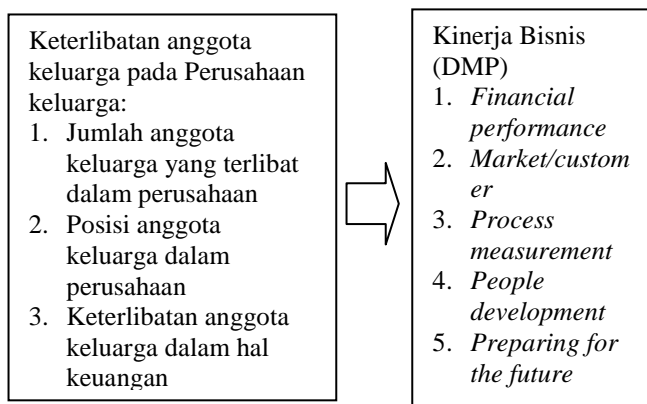 Keterlibatan anggota
keluarga pada Perusahaan
keluarga:
1. Jumlah anggota
keluarga yang terlibat
dalam perusahaan
2. Posisi anggota
keluarga dalam
perusahaan
3. Keterlibatan anggota
keluarga dalam hal
keuangan
Kinerja Bisnis
(DMP)
1. Financial
performance
2. Market/custom
er
3. Process
measurement
4. People
development
5. Preparing for
the future